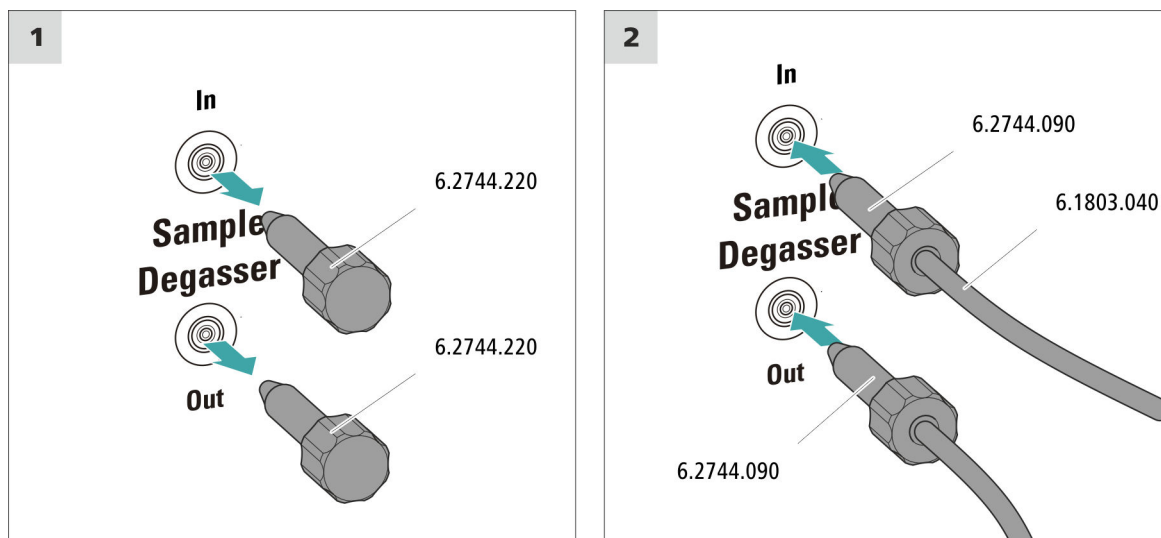 1
In
6.2744.220
Sample
Degasser
6.2744.220
Out
2
In
6.2744.090
6.1803.040
Sample
Degasser
Out
6.2744.090